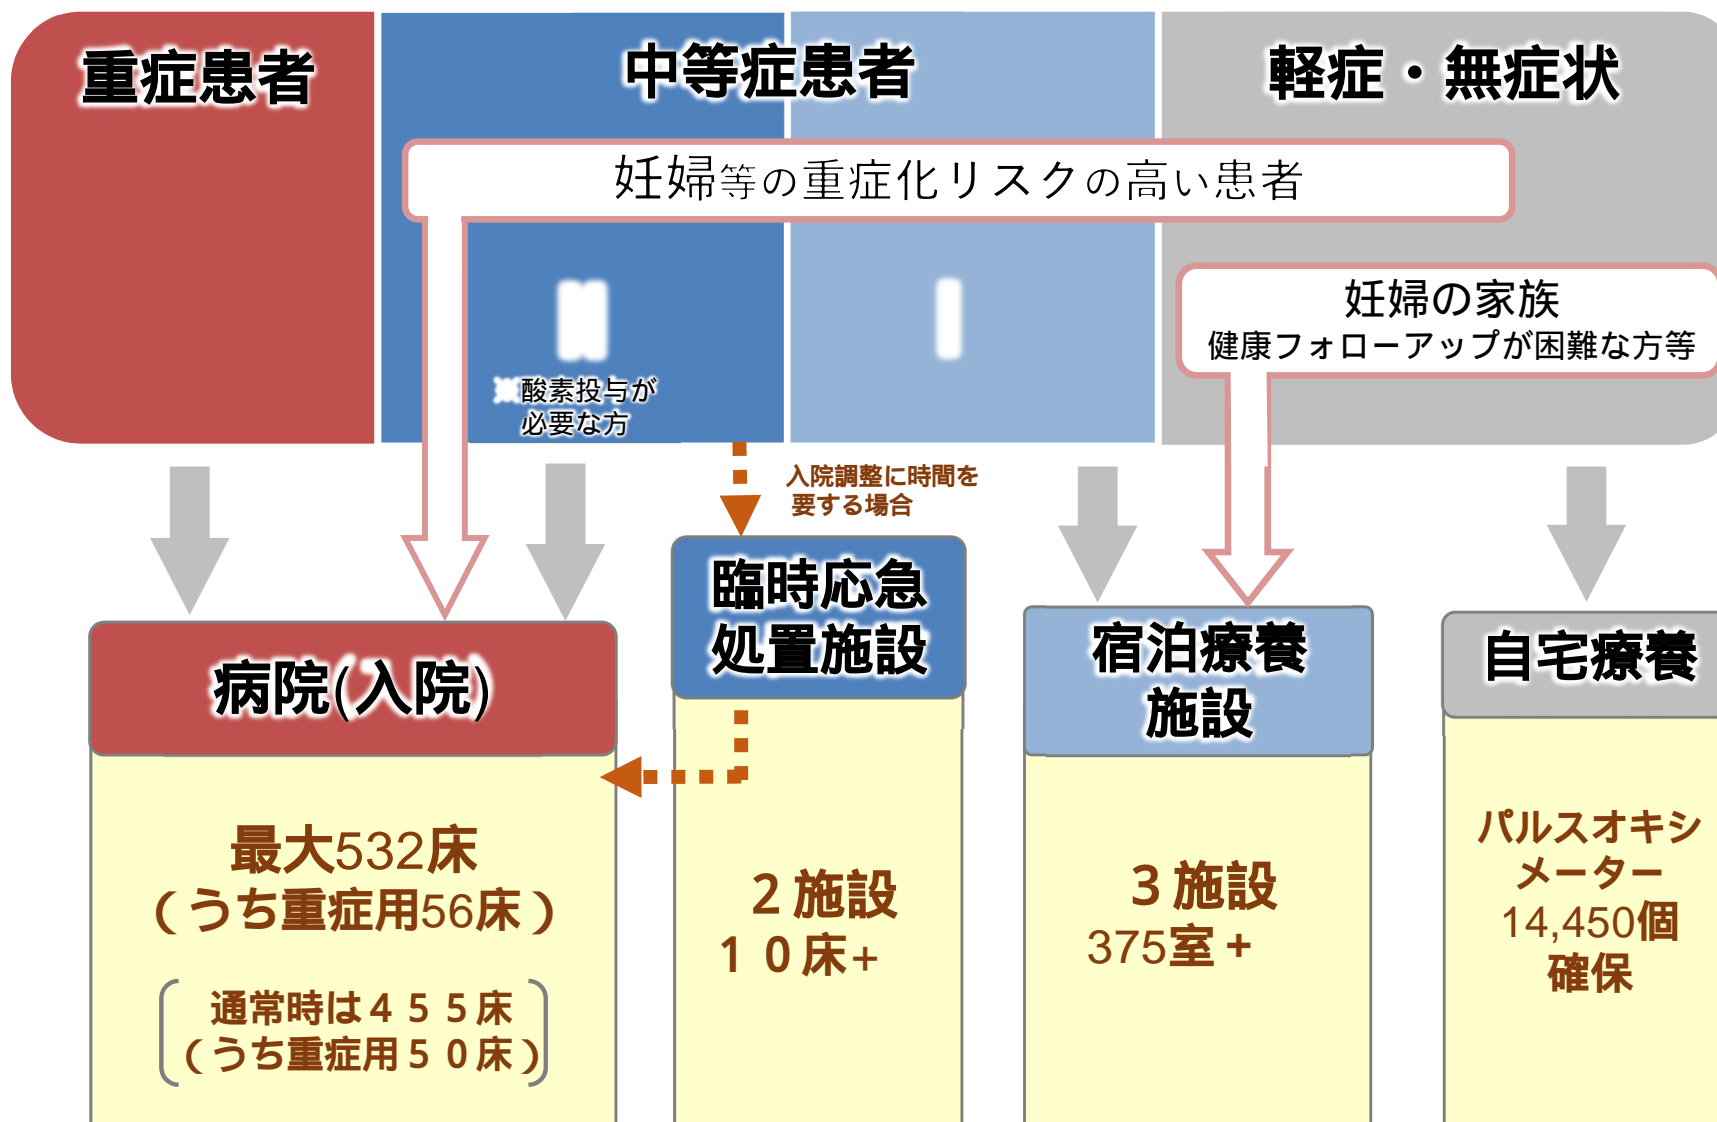 重症患者
中等症患者
軽症・無症状
妊婦等の重症化リスクの高い患者
妊婦の家族
健康フォローアップが困難な方等
※酸素投与が
必要な方
入院調整に時間を
要する場合
病院(入院)
臨時応急
処置施設
宿泊療養
施設
自宅療養
最大532床
（うち重症用56床）
通常時は４５５床
（うち重症用５０床）
２施設
１０床+
３施設
375室+
パルスオキシ
メーター
14,450個
確保